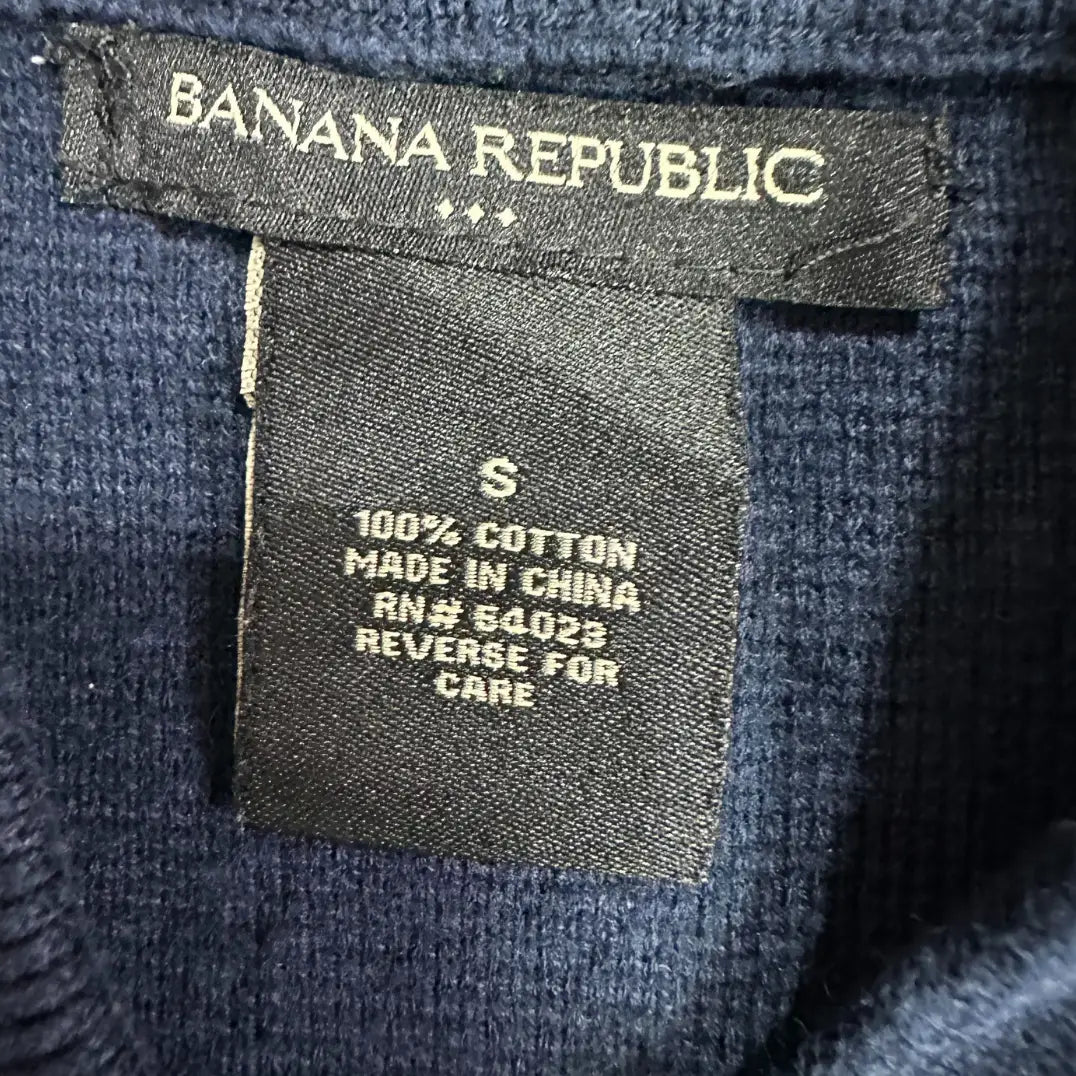 BANANA REPUBLIC
S
100% COTTON
MADE IN CHINA
RN# 54023
REVERSE FOR
CARE